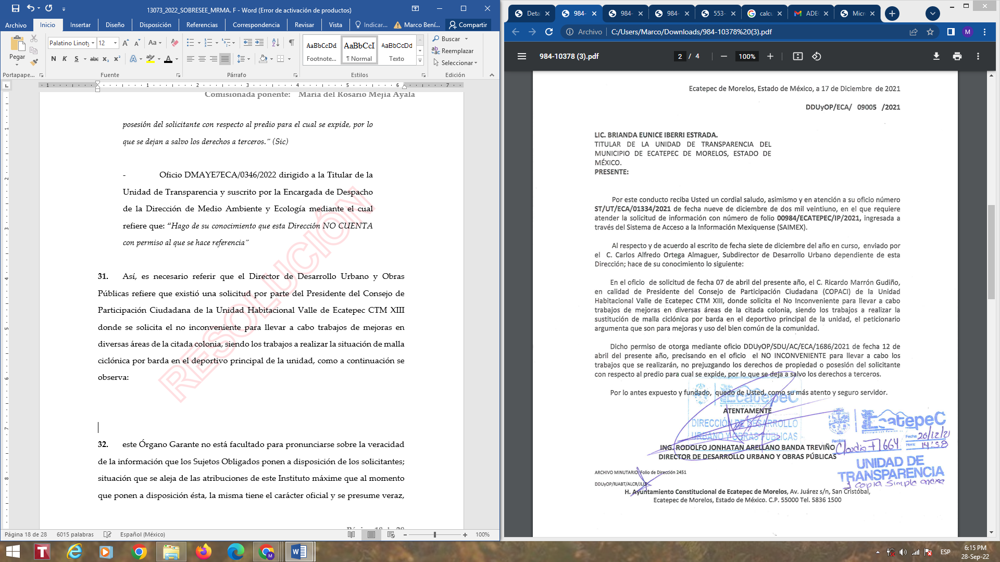 13073_2022_SOBRESEE_MRMA. F - Word (Error de activación de productos)
Archivo Inicio Insertar Diseño Disposición Referencias Correspondencia Revisar Vista Indicar... Marco Bení... Compartir
Pegar
Palatino Linoty 12
N K S abc x₂ x²
AaBbCcDd AaBbCcI AaBbCcDd
Footnote... ¶ Normal Texto
Buscar
Reemplazar
Seleccionar
Portapape... Fuente Párrafo Estilos Edición
Comisionada ponente: María del Rosario Mejía Ayala
posesión del solicitante con respecto al predio para el cual se expide, por lo
que se dejan a salvo los derechos a terceros.” (Sic)
- Oficio DMAYE7ECA/0346/2022 dirigido a la Titular de la
Unidad de Transparencia y suscrito por la Encargada de Despacho
de la Dirección de Medio Ambiente y Ecología mediante el cual
refiere que: “Hago de su conocimiento que esta Dirección NO CUENTA
con permiso al que se hace referencia”
31. Así, es necesario referir que el Director de Desarrollo Urbano y Obras
Públicas refiere que existió una solicitud por parte del Presidente del Consejo de
Participación Ciudadana de la Unidad Habitacional Valle de Ecatepec CTM XIII
donde se solicita el no inconveniente para llevar a cabo trabajos de mejoras en
diversas áreas de la citada colonia, siendo los trabajos a realizar la situación de malla
ciclónica por barda en el deportivo principal de la unidad, como a continuación se
observa:
32. este Órgano Garante no está facultado para pronunciarse sobre la veracidad
de la información que los Sujetos Obligados ponen a disposición de los solicitantes;
situación que se aleja de las atribuciones de este Instituto máxime que al momento
que ponen a disposición ésta, la misma tiene el carácter oficial y se presume veraz,
RESOLUCIÓN
Página 18 de 28
Página 18 de 28 6015 palabras Español (México) 100%
Deta 984- 984- 984- 553- calcu ADE Micr
Archivo C:/Users/Marco/Downloads/984-10378%20(3).pdf M
984-10378 (3).pdf 2 / 4 100%
Ecatepec de Morelos, Estado de México, a 17 de Diciembre de 2021
DDUyOP/ECA/ 09005 /2021
LIC. BRIANDA EUNICE IBERRI ESTRADA.
TITULAR DE LA UNIDAD DE TRANSPARENCIA DEL
MUNICIPIO DE ECATEPEC DE MORELOS, ESTADO DE
MÉXICO.
PRESENTE:
Por este conducto reciba Usted un cordial saludo, asimismo y en atención a su oficio número
ST/UT/ECA/01334/2021 de fecha nueve de diciembre de dos mil veintiuno, en el que requiere
atender la solicitud de información con número de folio 00984/ECATEPEC/IP/2021, ingresada a
través del Sistema de Acceso a la Información Mexiquense (SAIMEX).
Al respecto y de acuerdo al escrito de fecha siete de diciembre del año en curso, enviado por
el C. Carlos Alfredo Ortega Almaguer, Subdirector de Desarrollo Urbano dependiente de esta
Dirección; hace de su conocimiento lo siguiente:
En el oficio de solicitud de fecha 07 de abril del presente año, el C. Ricardo Marrón Gudiño,
en calidad de Presidente del Consejo de Participación Ciudadana (COPACI) de la Unidad
Habitacional Valle de Ecatepec CTM XIII, donde solicita el No Inconveniente para llevar a cabo
trabajos de mejoras en diversas áreas de la citada colonia, siendo los trabajos a realizar la
sustitución de malla ciclónica por barda en el deportivo principal de la unidad, el peticionario
argumenta que son para mejoras y uso del bien común de la comunidad.
Dicho permiso de otorga mediante oficio DDUyOP/SDU/AC/ECA/1686/2021 de fecha 12 de
abril del presente año, precisando en el oficio el NO INCONVENIENTE para llevar a cabo los
trabajos que se realizarán, no prejuzgando los derechos de propiedad o posesión del solicitante
con respecto al predio para cual se expide, por lo que se deja a salvo los derechos a terceros.
Por lo antes expuesto y fundado, quedo de Usted, como su más atento y seguro servidor.
Ecatepec
ATENTAMENTE
DIRECCIÓN DE DESARROLLO
URBANO Y OBRAS PÚBLICAS
ING. RODOLFO JONHATAN ARELLANO BANDA TREVIÑO
DIRECTOR DE DESARROLLO URBANO Y OBRAS PÚBLICAS
Ecatepec
Fecha: 20/12/21
Recibió: Claudia Hora: 14:58
UNIDAD DE
TRANSPARENCIA
1 copia simple anexa
ARCHIVO MINUTARIO: Folio de Dirección 2451
DDUyOP/RJABT/ALCR/JLLS
H. Ayuntamiento Constitucional de Ecatepec de Morelos, Av. Juárez s/n, San Cristóbal,
Ecatepec de Morelos, Estado de México. C.P. 55000 Tel. 5836 1500
ESP 6:15 PM
28-Sep-22